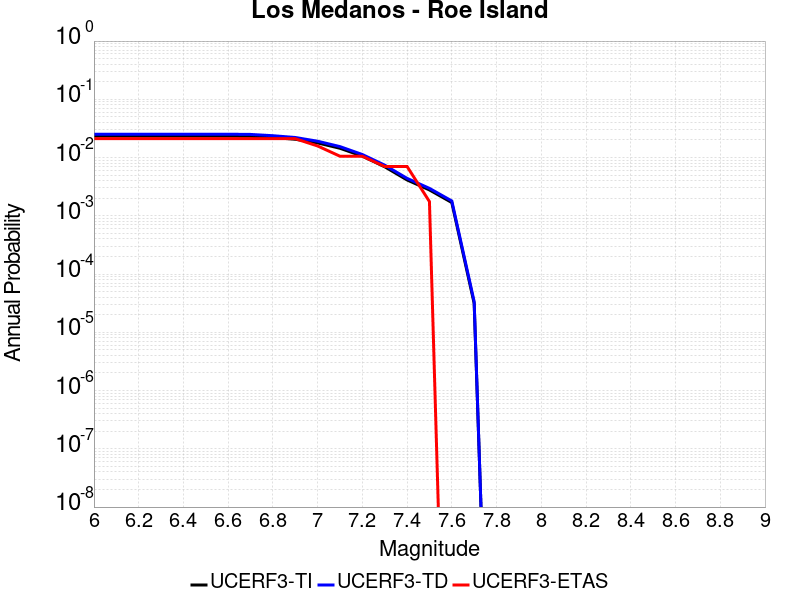 Los Medanos - Roe Island
10^0
10^-1
10^-2
10^-3
10^-4
10^-5
10^-6
10^-7
10^-8
Annual Probability
6 6.2 6.4 6.6 6.8 7 7.2 7.4 7.6 7.8 8 8.2 8.4 8.6 8.8 9
Magnitude
UCERF3-TI UCERF3-TD UCERF3-ETAS